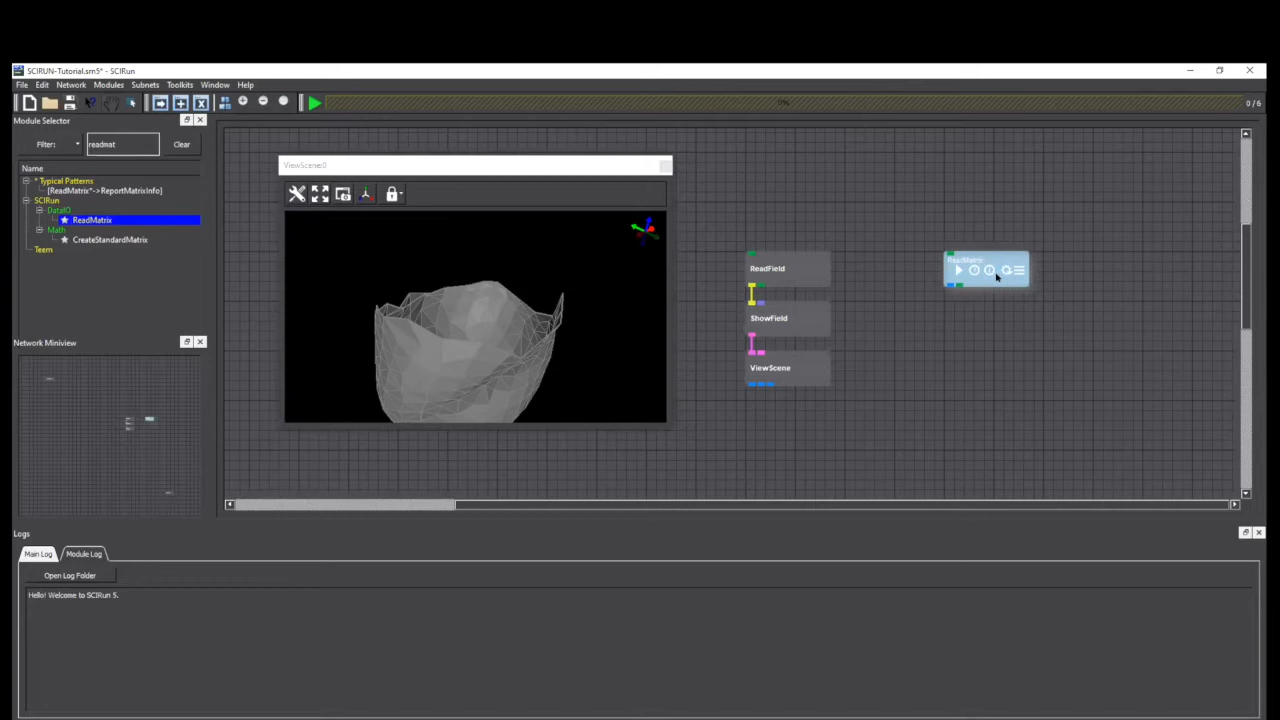 SCIRUN-Tutorial.srn5* - SCIRun
File Edit Network Modules Subnets Toolkits Window Help
0%
0 / 6
Module Selector
Filter: readmat Clear
Name
* Typical Patterns
[ReadMatrix*->ReportMatrixInfo]
SCIRun
DataIO
ReadMatrix
Math
CreateStandardMatrix
Teem
Network Miniview
ViewScene:0
ReadField
ShowField
ViewScene
ReadMatrix
Logs
Main Log Module Log
Open Log Folder
Hello! Welcome to SCIRun 5.